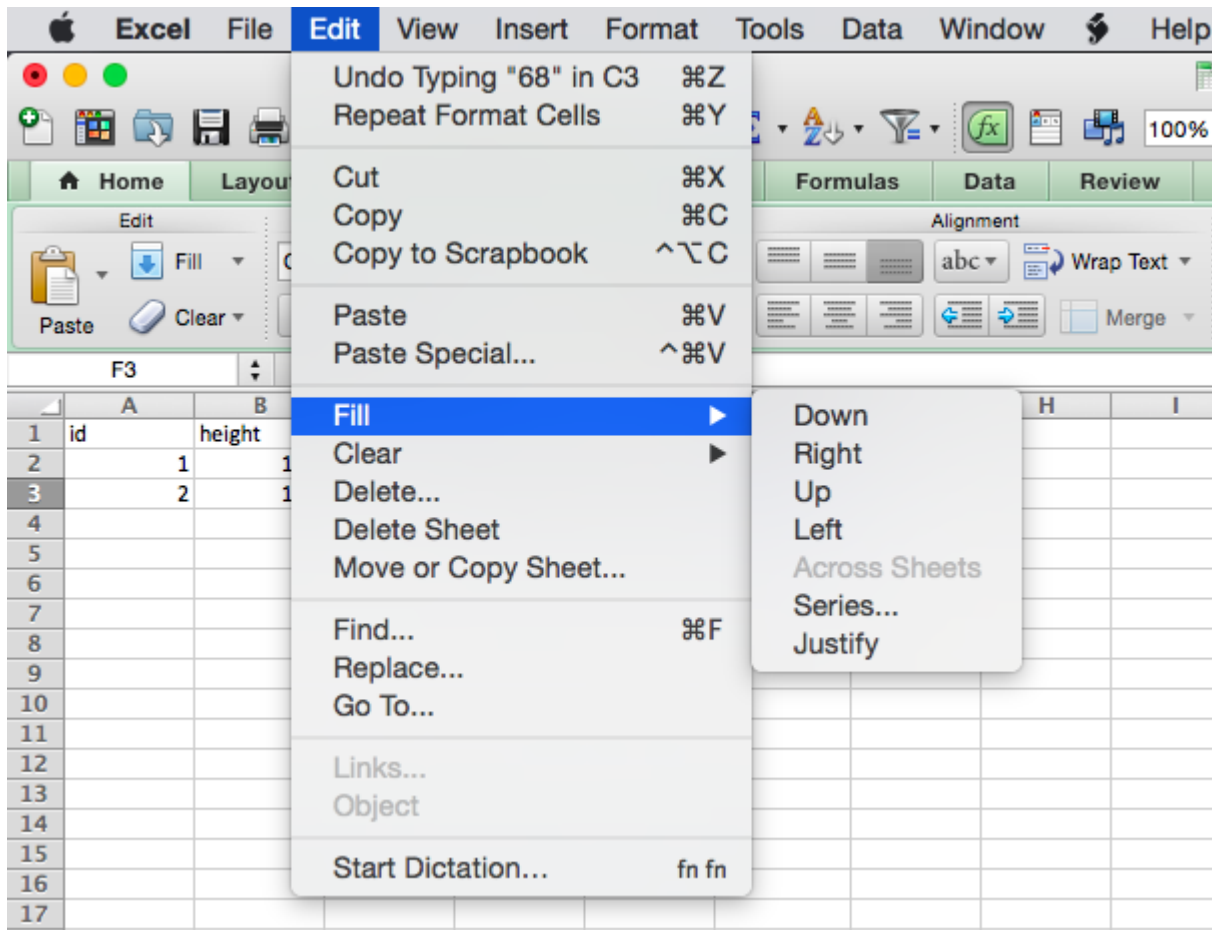 Excel File Edit View Insert Format Tools Data Window Help
100%
Home Layou Formulas Data Review
Edit Alignment
Fill abc Wrap Text
Paste Clear Merge
F3
A B H I
1 id height
2 1 1
3 2 1
4
5
6
7
8
9
10
11
12
13
14
15
16
17
Undo Typing "68" in C3 ⌘Z
Repeat Format Cells ⌘Y
Cut ⌘X
Copy ⌘C
Copy to Scrapbook ^⌥C
Paste ⌘V
Paste Special... ^⌘V
Fill ▶
Clear ▶
Delete...
Delete Sheet
Move or Copy Sheet...
Find... ⌘F
Replace...
Go To...
Links...
Object
Start Dictation... fn fn
Down
Right
Up
Left
Across Sheets
Series...
Justify